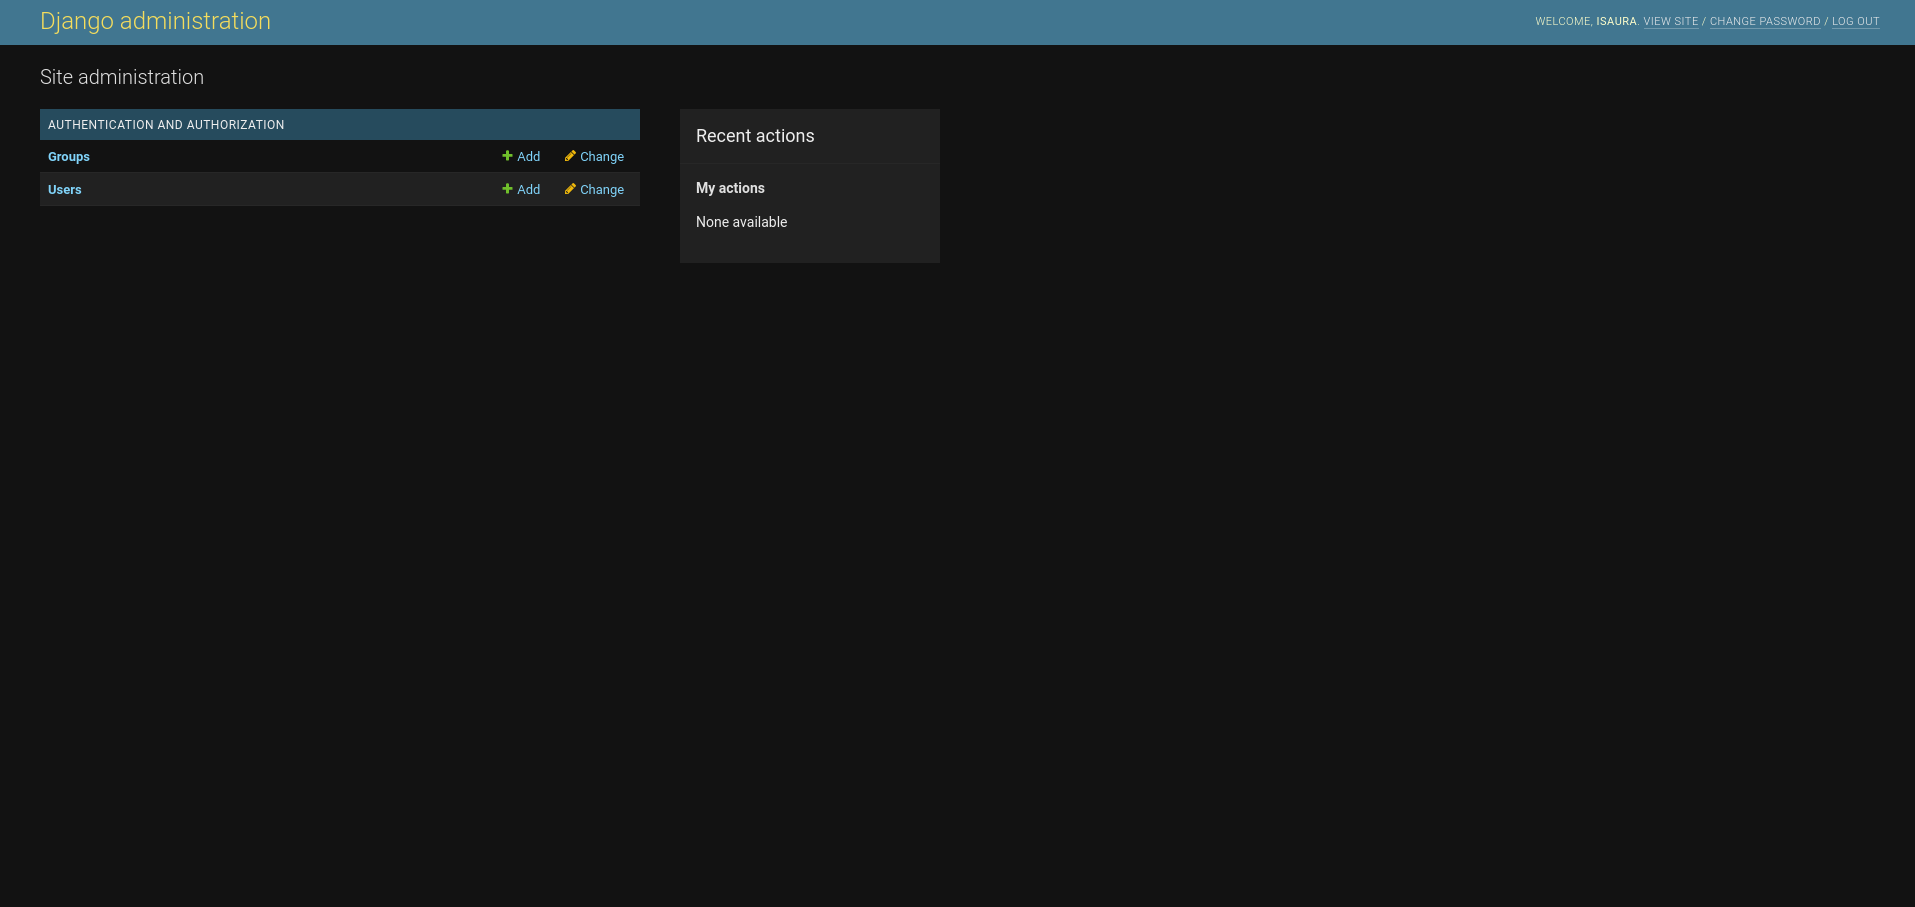 Django administration
WELCOME, ISAURA. VIEW SITE / CHANGE PASSWORD / LOG OUT
Site administration
AUTHENTICATION AND AUTHORIZATION
Groups Add Change
Users Add Change
Recent actions
My actions
None available